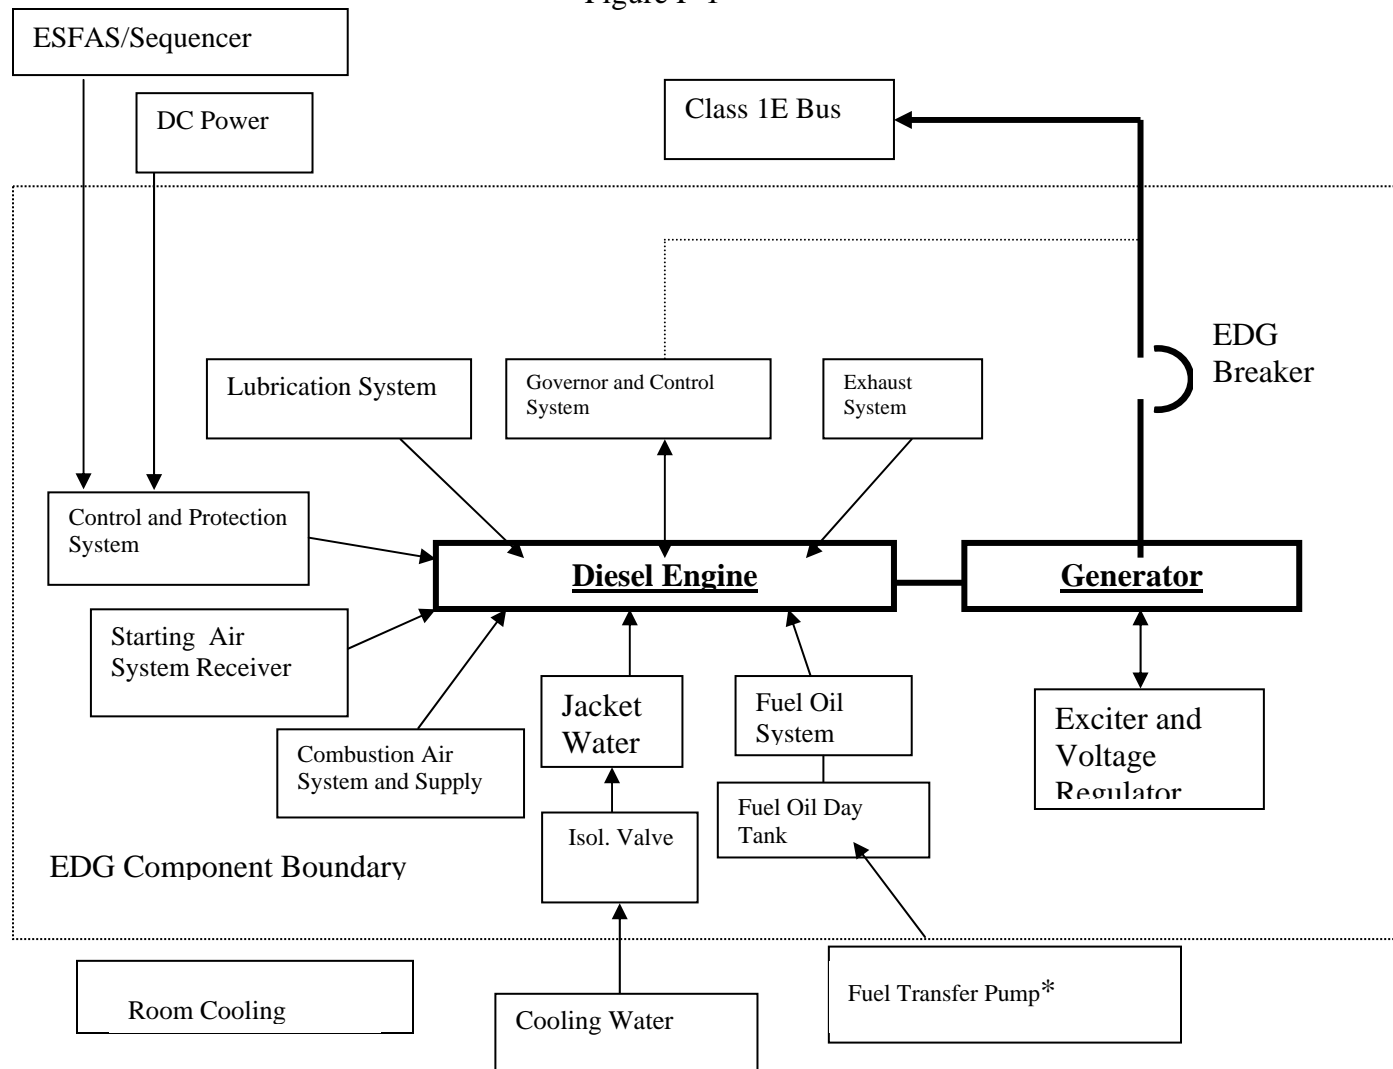 ESFAS/Sequencer
DC Power
Class 1E Bus
EDG
Breaker
Lubrication System
Governor and Control
System
Exhaust
System
Control and Protection
System
Diesel Engine
Generator
Starting Air
System Receiver
Jacket
Water
Fuel Oil
System
Exciter and
Voltage
Regulator
Combustion Air
System and Supply
Fuel Oil Day
Tank
Isol. Valve
EDG Component Boundary
Room Cooling
Cooling Water
Fuel Transfer Pump*